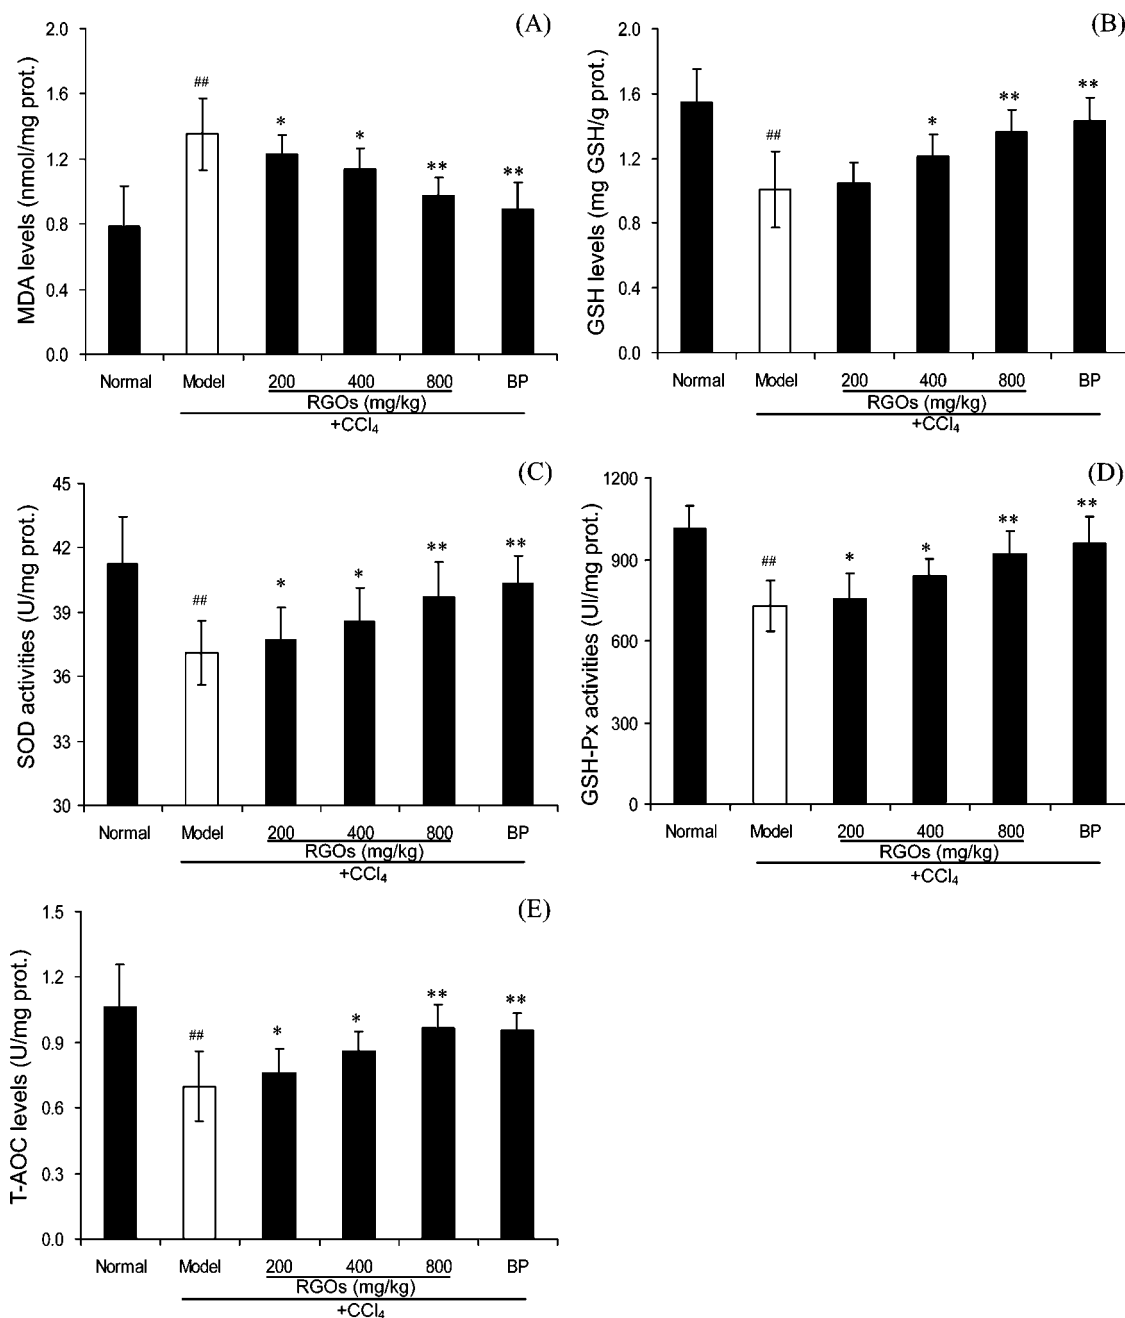 (A)
MDA levels (nmol/mg prot.)
2.0
1.6
1.2
0.8
0.4
0.0
##
*
*
**
**
Normal Model 200 400 800 BP
RGOs (mg/kg)
+CCl₄
(B)
GSH levels (mg GSH/g prot.)
2.0
1.6
1.2
0.8
0.4
0.0
##
*
**
**
Normal Model 200 400 800 BP
RGOs (mg/kg)
+CCl₄
(C)
SOD activities (U/mg prot.)
45
42
39
36
33
30
##
*
*
**
**
Normal Model 200 400 800 BP
RGOs (mg/kg)
+CCl₄
(D)
GSH-Px activities (UI/mg prot.)
1200
900
600
300
0
##
*
*
**
**
Normal Model 200 400 800 BP
RGOs (mg/kg)
+CCl₄
(E)
T-AOC levels (U/mg prot.)
1.5
1.2
0.9
0.6
0.3
0.0
##
*
*
**
**
Normal Model 200 400 800 BP
RGOs (mg/kg)
+CCl₄